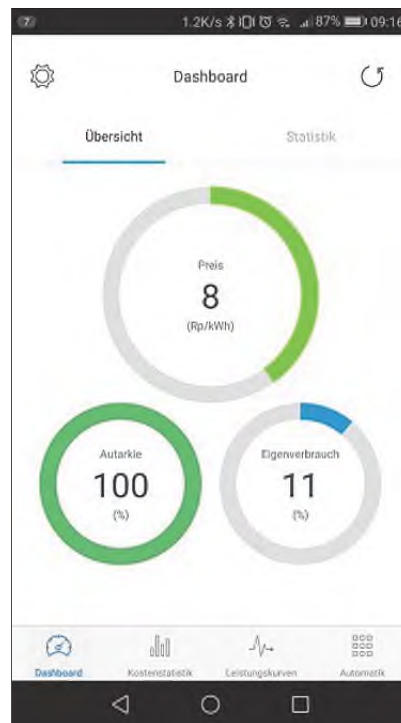 7 1.2K/s 87% 09:16
Dashboard
Übersicht Statistik
Preis
8
(Rp/kWh)
Autarkie Eigenverbrauch
100 11
(%) (%)
Dashboard Kostenstatistik Leistungskurven Automatik